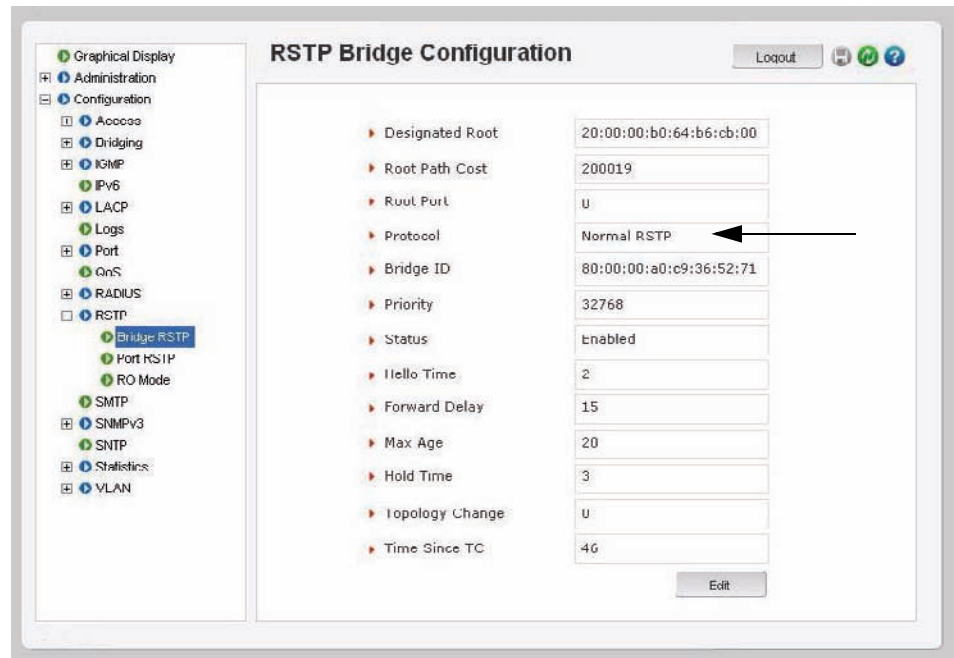 RSTP Bridge Configuration
Logout
Graphical Display
Administration
Configuration
Access
Bridging
IGMP
IPv6
LACP
Logs
Port
QoS
RADIUS
RSTP
Bridge RSTP
Port RSTP
RO Mode
SMTP
SNMPv3
SNTP
Statistics
VLAN
Designated Root 20:00:00:b0:64:b6:cb:00
Root Path Cost 200019
Root Port 0
Protocol Normal RSTP
Bridge ID 80:00:00:a0:c9:36:52:71
Priority 32768
Status Enabled
Hello Time 2
Forward Delay 15
Max Age 20
Hold Time 3
Topology Change 0
Time Since TC 46
Edit